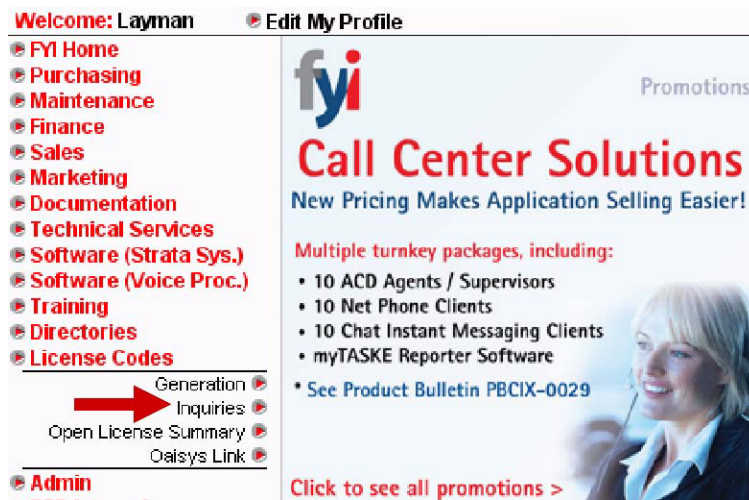 Welcome: Layman
Edit My Profile
FYI Home
Purchasing
Maintenance
Finance
Sales
Marketing
Documentation
Technical Services
Software (Strata Sys.)
Software (Voice Proc.)
Training
Directories
License Codes
Generation
Inquiries
Open License Summary
Oaisys Link
Admin
fyi
Promotions
Call Center Solutions
New Pricing Makes Application Selling Easier!
Multiple turnkey packages, including:
• 10 ACD Agents / Supervisors
• 10 Net Phone Clients
• 10 Chat Instant Messaging Clients
• myTASKE Reporter Software
* See Product Bulletin PBCIX-0029
Click to see all promotions >